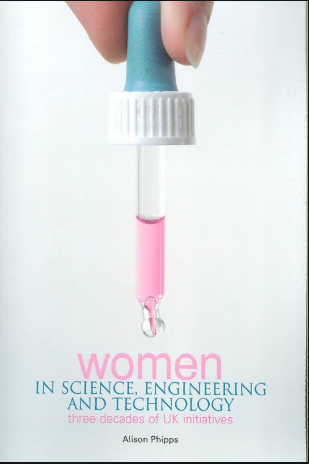 women
IN SCIENCE, ENGINEERING
AND TECHNOLOGY
three decades of UK initiatives
Alison Phipps